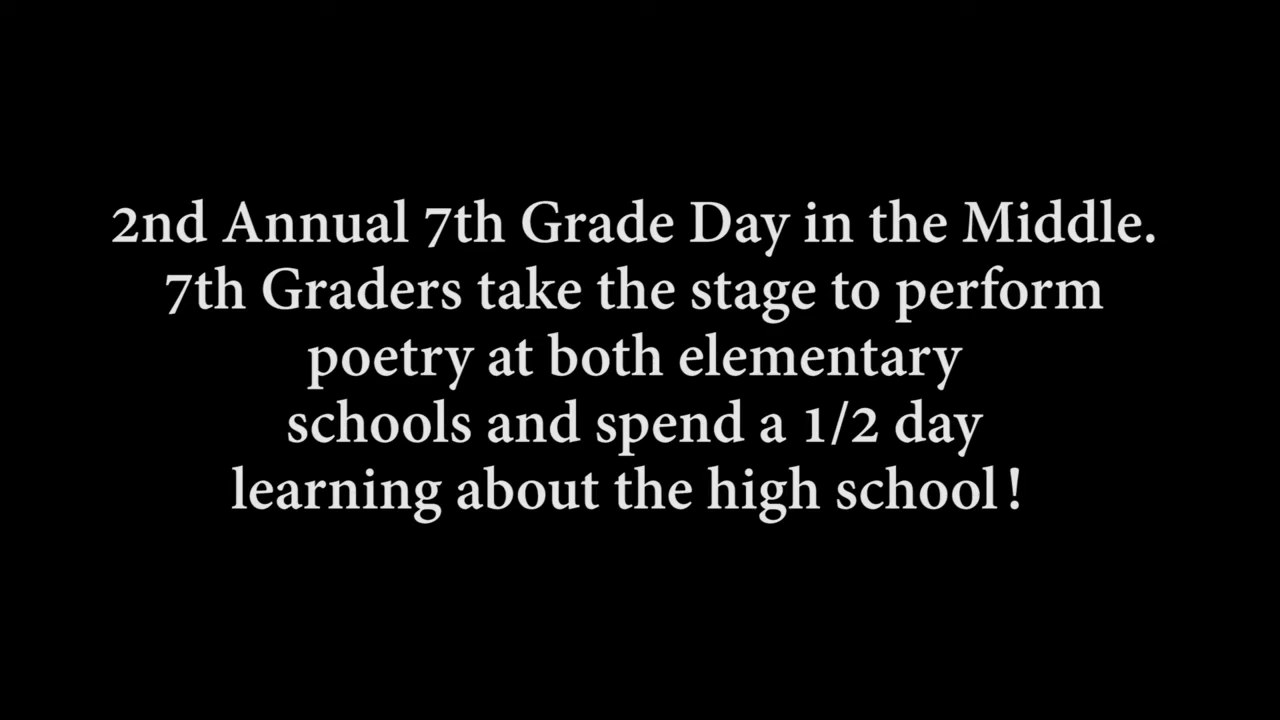 2nd Annual 7th Grade Day in the Middle.
7th Graders take the stage to perform
poetry at both elementary
schools and spend a 1/2 day
learning about the high school!